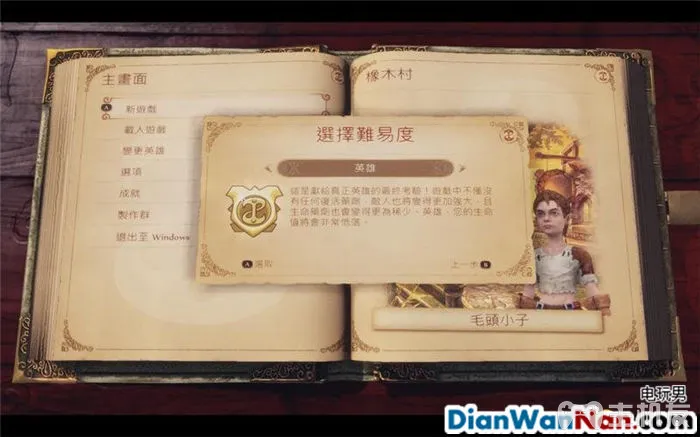 主畫面
橡木村
A 新遊戲
載入遊戲
變更英雄
選項
成就
製作群
退出至 Windows
選擇難易度
英雄
這是獻給真正英雄的最終考驗！遊戲中不僅沒
有任何復活藥劑，敵人也將變得更加強大，且
生命藥劑也會變得更為稀少。英雄，您的生命
值將會非常低落。
A 選取
上一步 B
毛頭小子
电玩男
DianWanNan.com